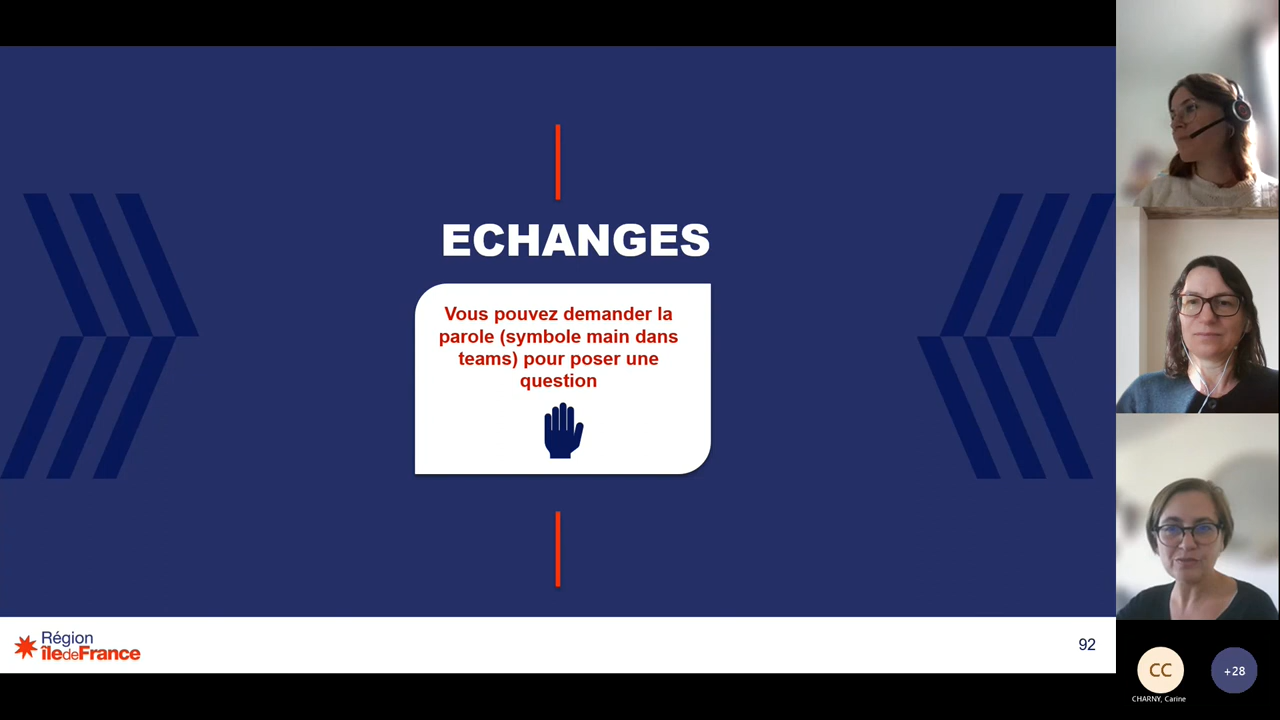 ECHANGES
Vous pouvez demander la
parole (symbole main dans
teams) pour poser une
question
Région
îledeFrance
92
CC
+28
CHARNY, Carine